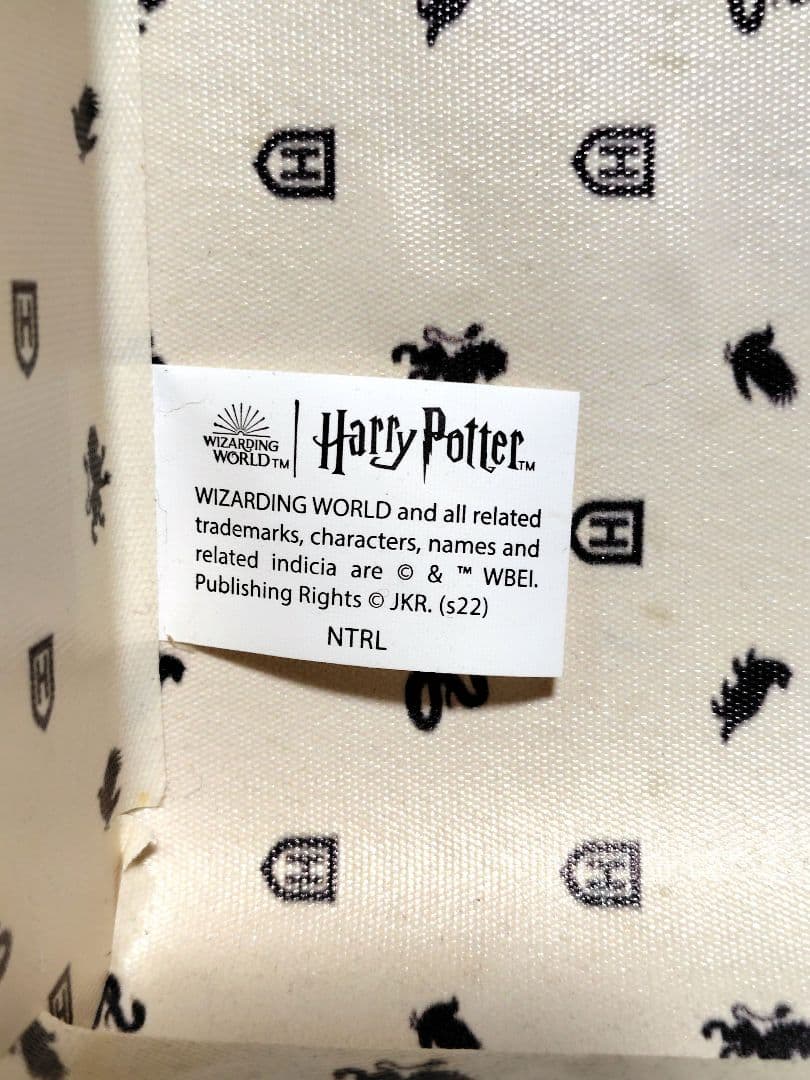 WIZARDING
WORLD™
Harry Potter™
WIZARDING WORLD and all related
trademarks, characters, names and
related indicia are © & ™ WBEI.
Publishing Rights © JKR. (s22)
NTRL
H
H
H
H
H
H
H
H